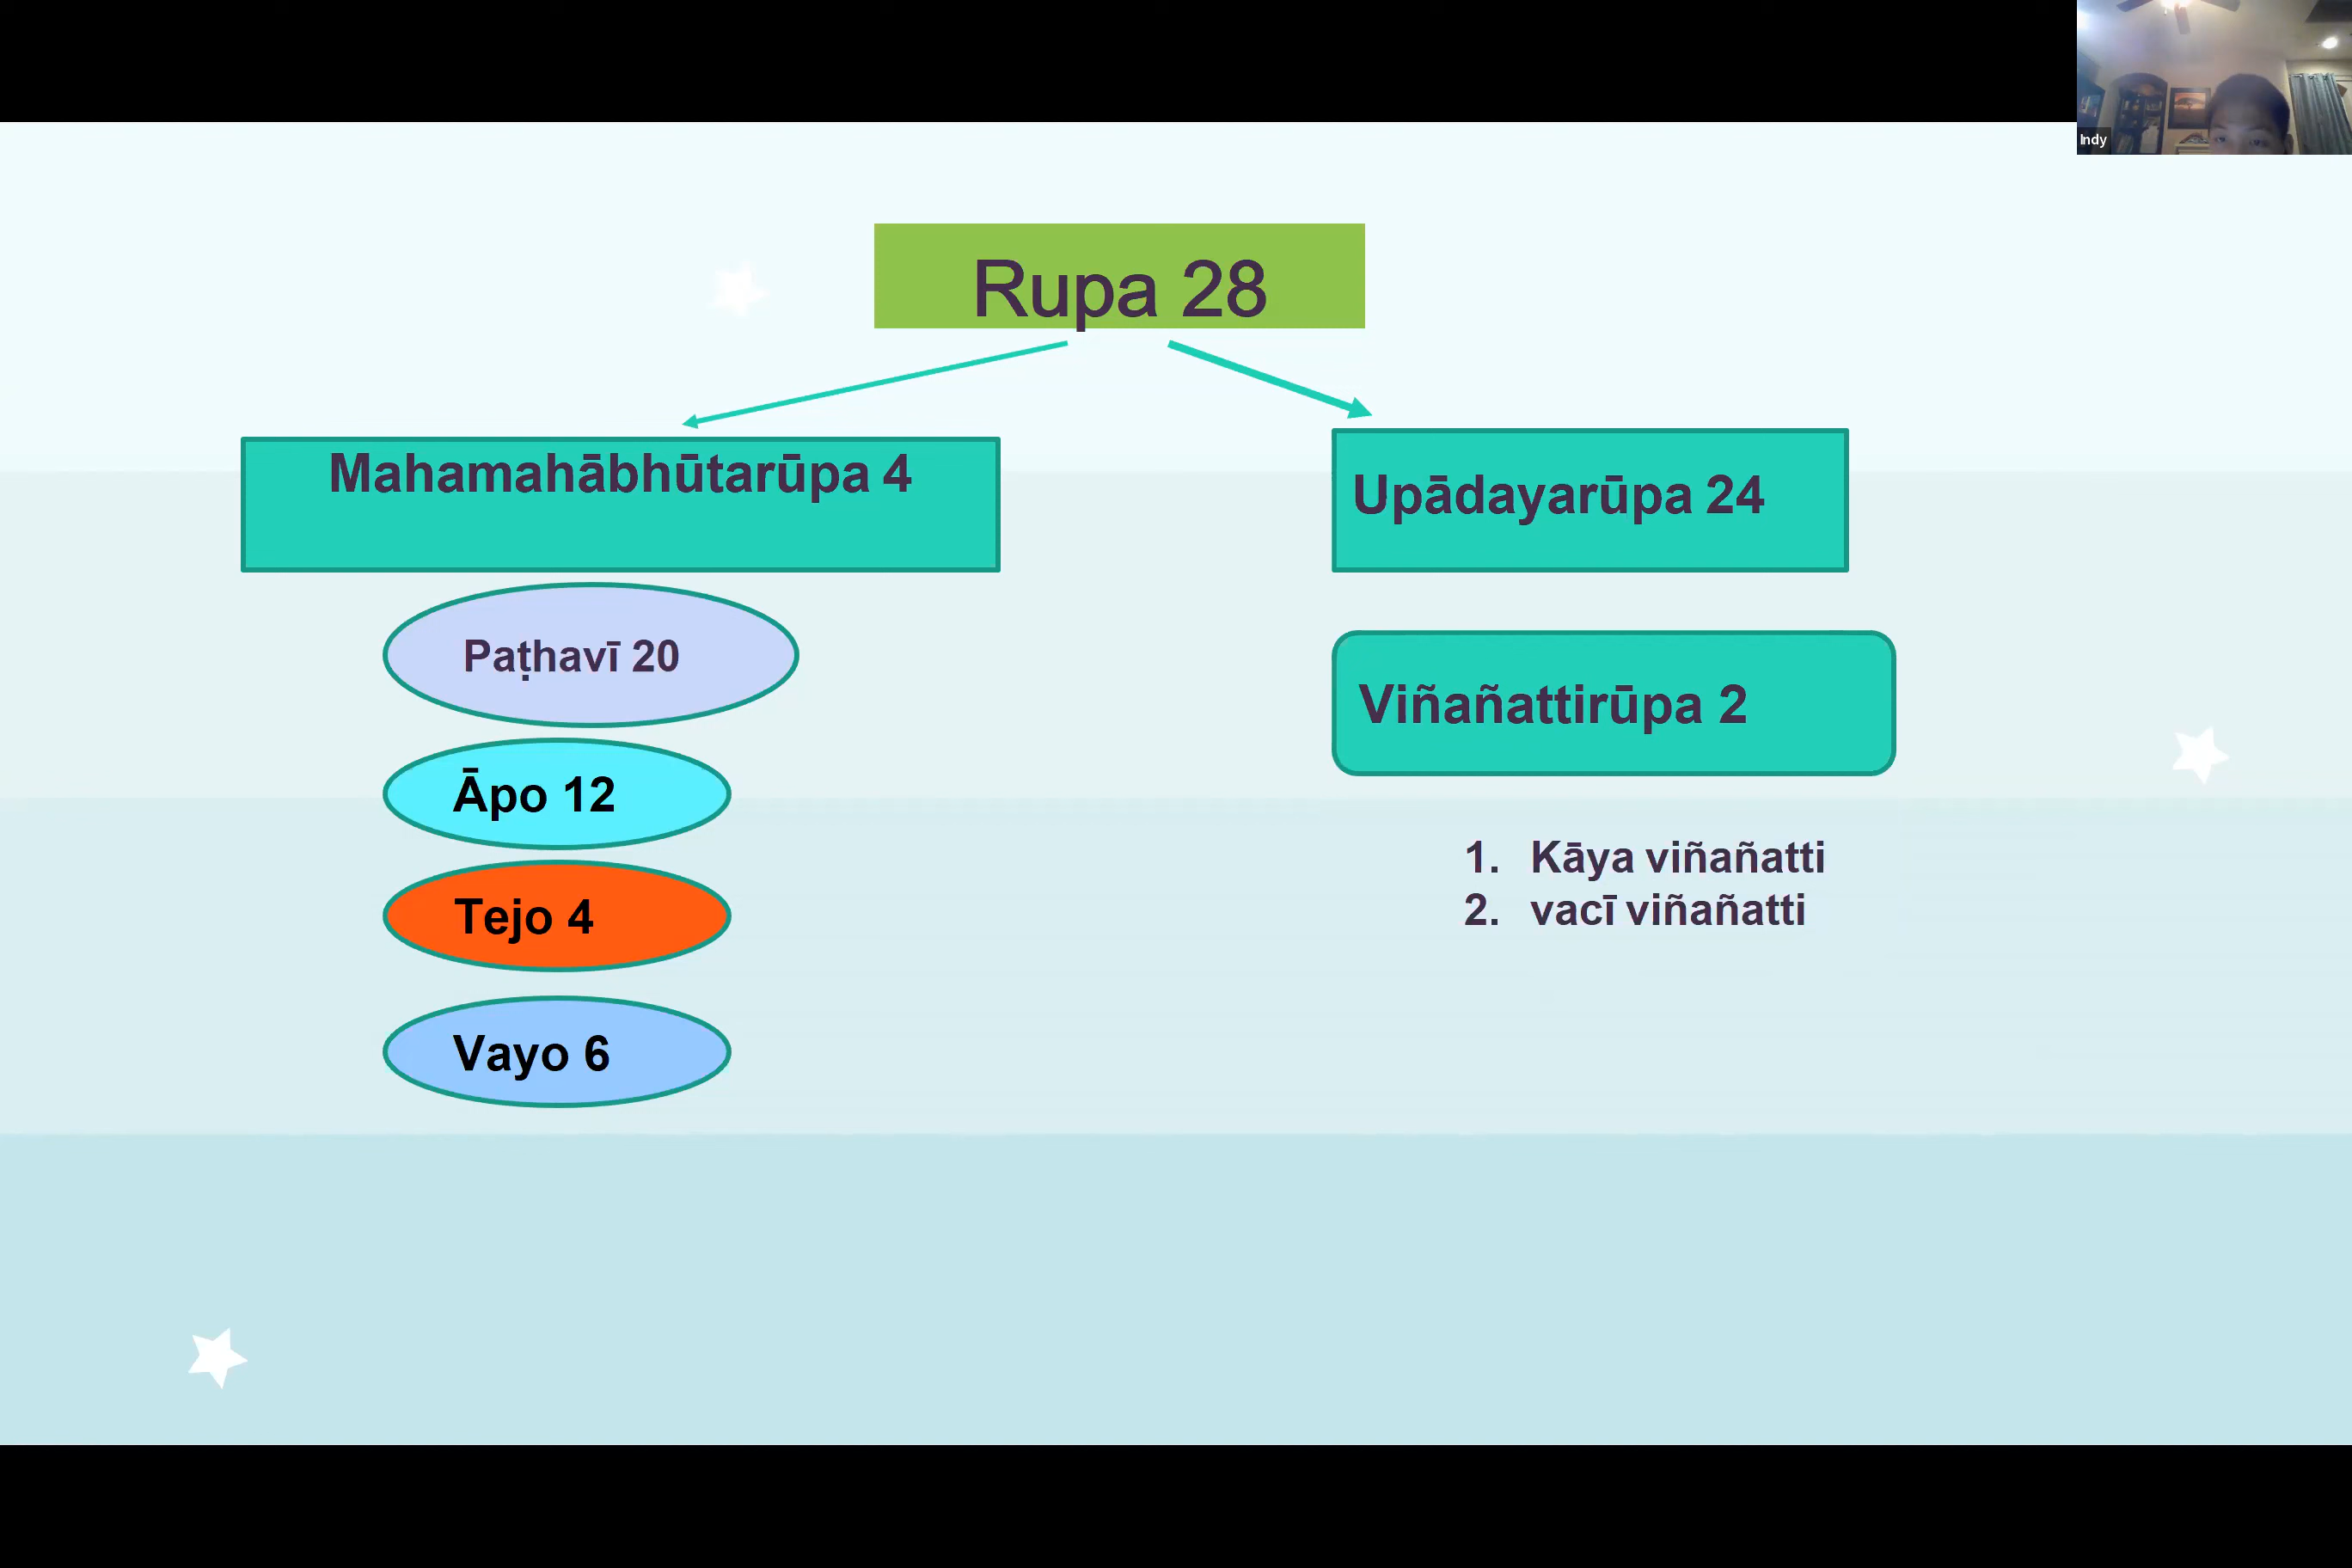 Indy
Rupa 28
Mahamahābhūtarūpa 4
Upādayarūpa 24
Paṭhavī 20
Viñañattirūpa 2
Āpo 12
1. Kāya viñañatti
2. vacī viñañatti
Tejo 4
Vayo 6